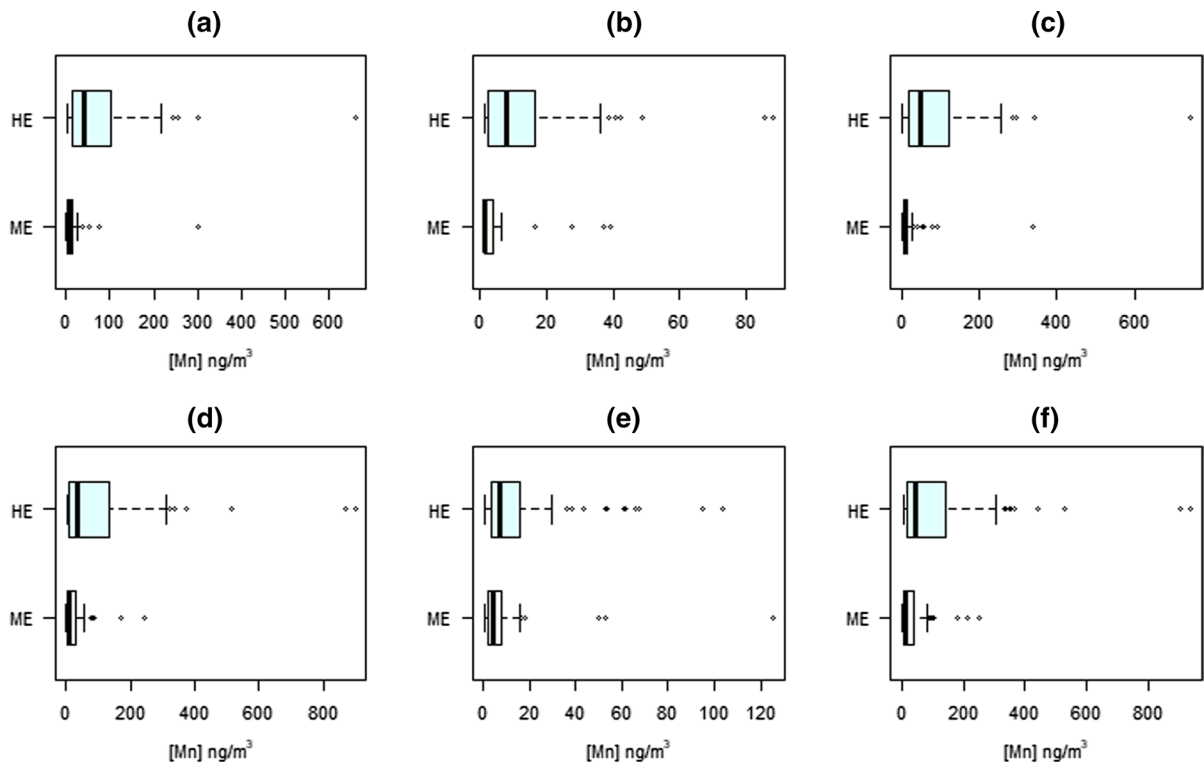 (a) (b) (c)
HE HE HE
ME ME ME
0 100 200 300 400 500 600 0 20 40 60 80 0 200 400 600
[Mn] ng/m³ [Mn] ng/m³ [Mn] ng/m³
(d) (e) (f)
HE HE HE
ME ME ME
0 200 400 600 800 0 20 40 60 80 100 120 0 200 400 600 800
[Mn] ng/m³ [Mn] ng/m³ [Mn] ng/m³